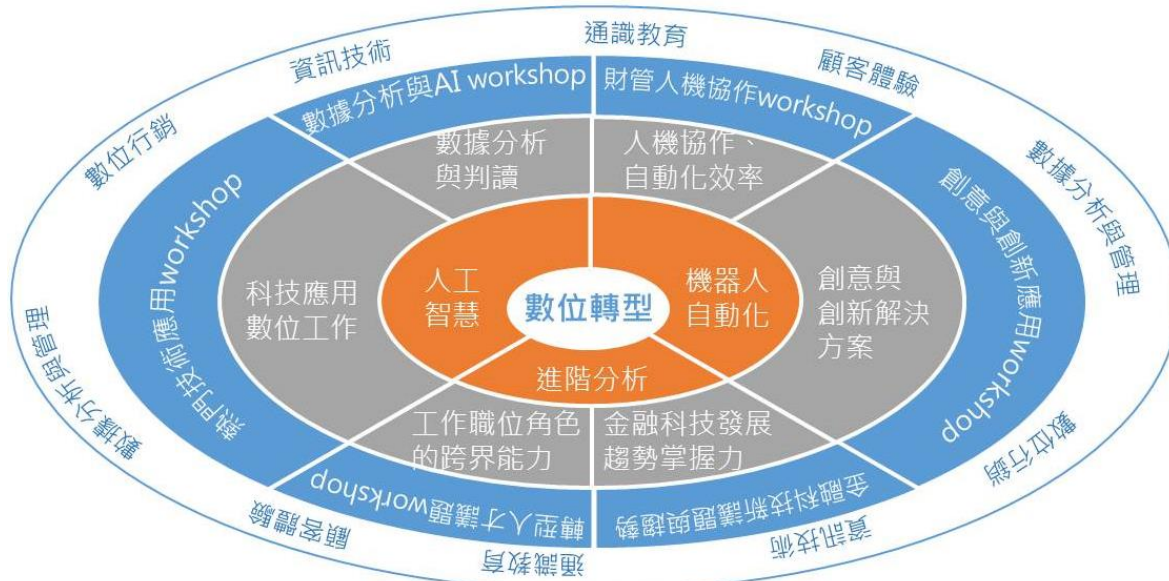 通識教育
資訊技術
顧客體驗
數位行銷
數據分析與管理
數據分析與AI workshop
財管人機協作workshop
數據分析
與判讀
人機協作、
自動化效率
熱門技術應用workshop
創意與創新應用workshop
科技應用
數位工作
人工
智慧
數位轉型
機器人
自動化
創意與
創新解決
方案
進階分析
工作職位角色
的跨界能力
金融科技發展
趨勢掌握力
轉型人才議題workshop
金融科技新議題與趨勢
數據分析與管理
數位行銷
顧客體驗
資訊技術
通識教育